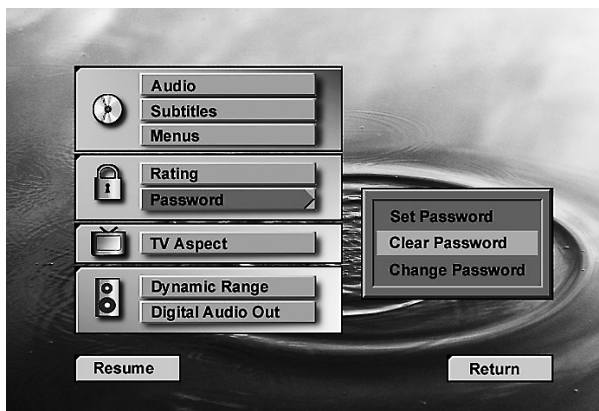 Audio
Subtitles
Menus
Rating
Password
TV Aspect
Dynamic Range
Digital Audio Out
Set Password
Clear Password
Change Password
Resume
Return